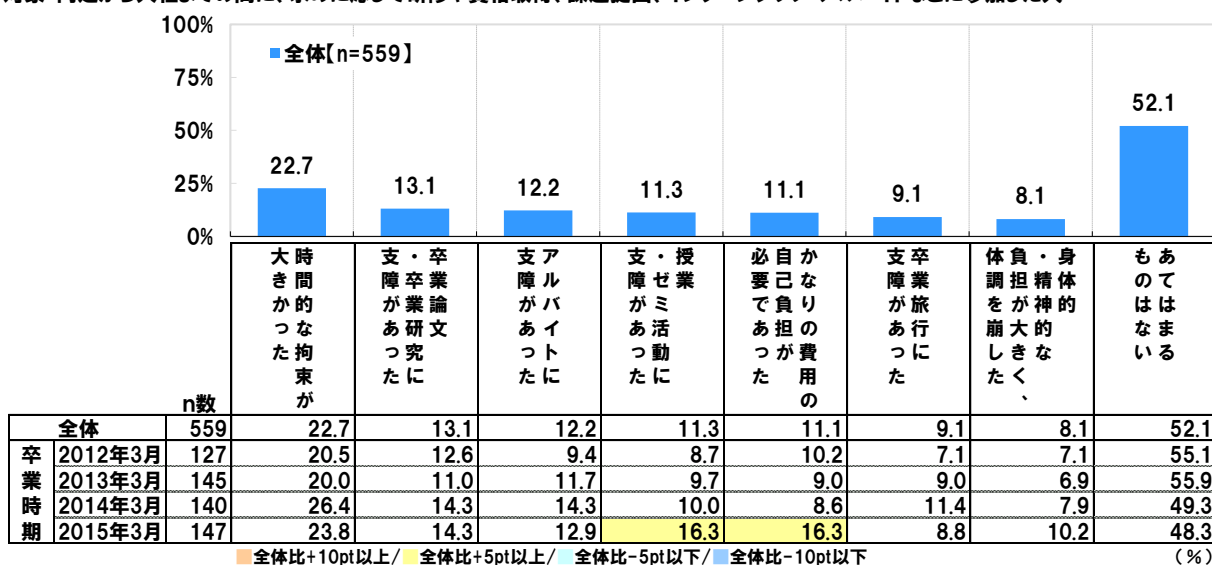 100%
75%
50%
25%
0%
■全体【n=559】
22.7
13.1
12.2
11.3
11.1
9.1
8.1
52.1
時間的な拘束が大きかった
卒業論文・卒業研究に支障があった
アルバイトに支障があった
授業・ゼミ活動に支障があった
かなりの費用の自己負担が必要であった
卒業旅行に支障があった
身体的・精神的な負担が大きく、体調を崩した
あてはまるものはない
n数
全体 559 22.7 13.1 12.2 11.3 11.1 9.1 8.1 52.1
卒業時期
2012年3月 127 20.5 12.6 9.4 8.7 10.2 7.1 7.1 55.1
2013年3月 145 20.0 11.0 11.7 9.7 9.0 9.0 6.9 55.9
2014年3月 140 26.4 14.3 14.3 10.0 8.6 11.4 7.9 49.3
2015年3月 147 23.8 14.3 12.9 16.3 16.3 8.8 10.2 48.3
■全体比+10pt以上/■全体比+5pt以上/■全体比-5pt以下/■全体比-10pt以下
（%）